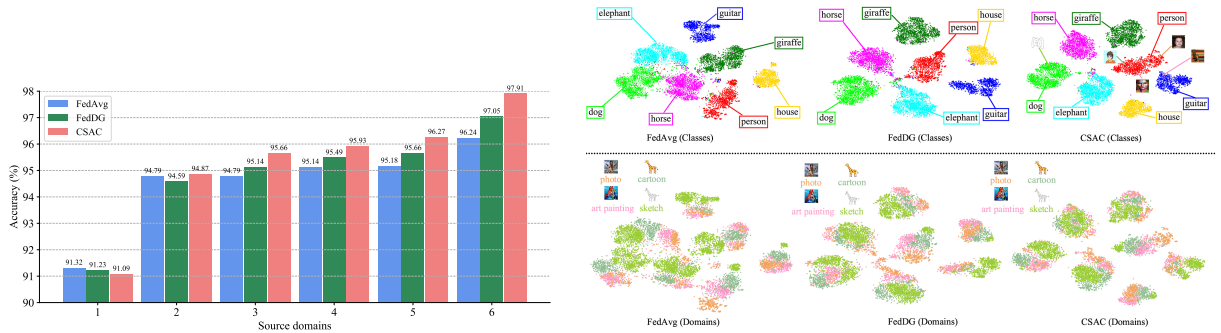 98
97
96
95
94
93
92
91
90
Accuracy (%)
FedAvg
FedDG
CSAC
91.32
91.23
91.09
94.79
94.59
94.87
94.79
95.14
95.66
95.14
95.49
95.93
95.18
95.66
96.27
96.24
97.05
97.91
1 2 3 4 5 6
Source domains
elephant
guitar
giraffe
dog
horse
person
house
FedAvg (Classes)
horse
giraffe
house
person
dog
elephant
guitar
FedDG (Classes)
horse
giraffe
person
dog
elephant
house
guitar
CSAC (Classes)
photo cartoon
art painting sketch
FedAvg (Domains)
photo cartoon
art painting sketch
FedDG (Domains)
photo cartoon
art painting sketch
CSAC (Domains)